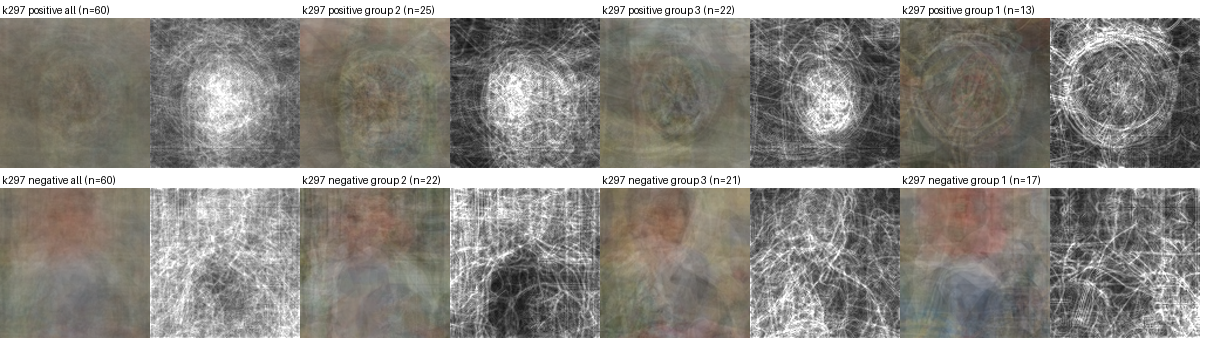 k297 positive all (n=60)
k297 positive group 2 (n=25)
k297 positive group 3 (n=22)
k297 positive group 1 (n=13)
k297 negative all (n=60)
k297 negative group 2 (n=22)
k297 negative group 3 (n=21)
k297 negative group 1 (n=17)